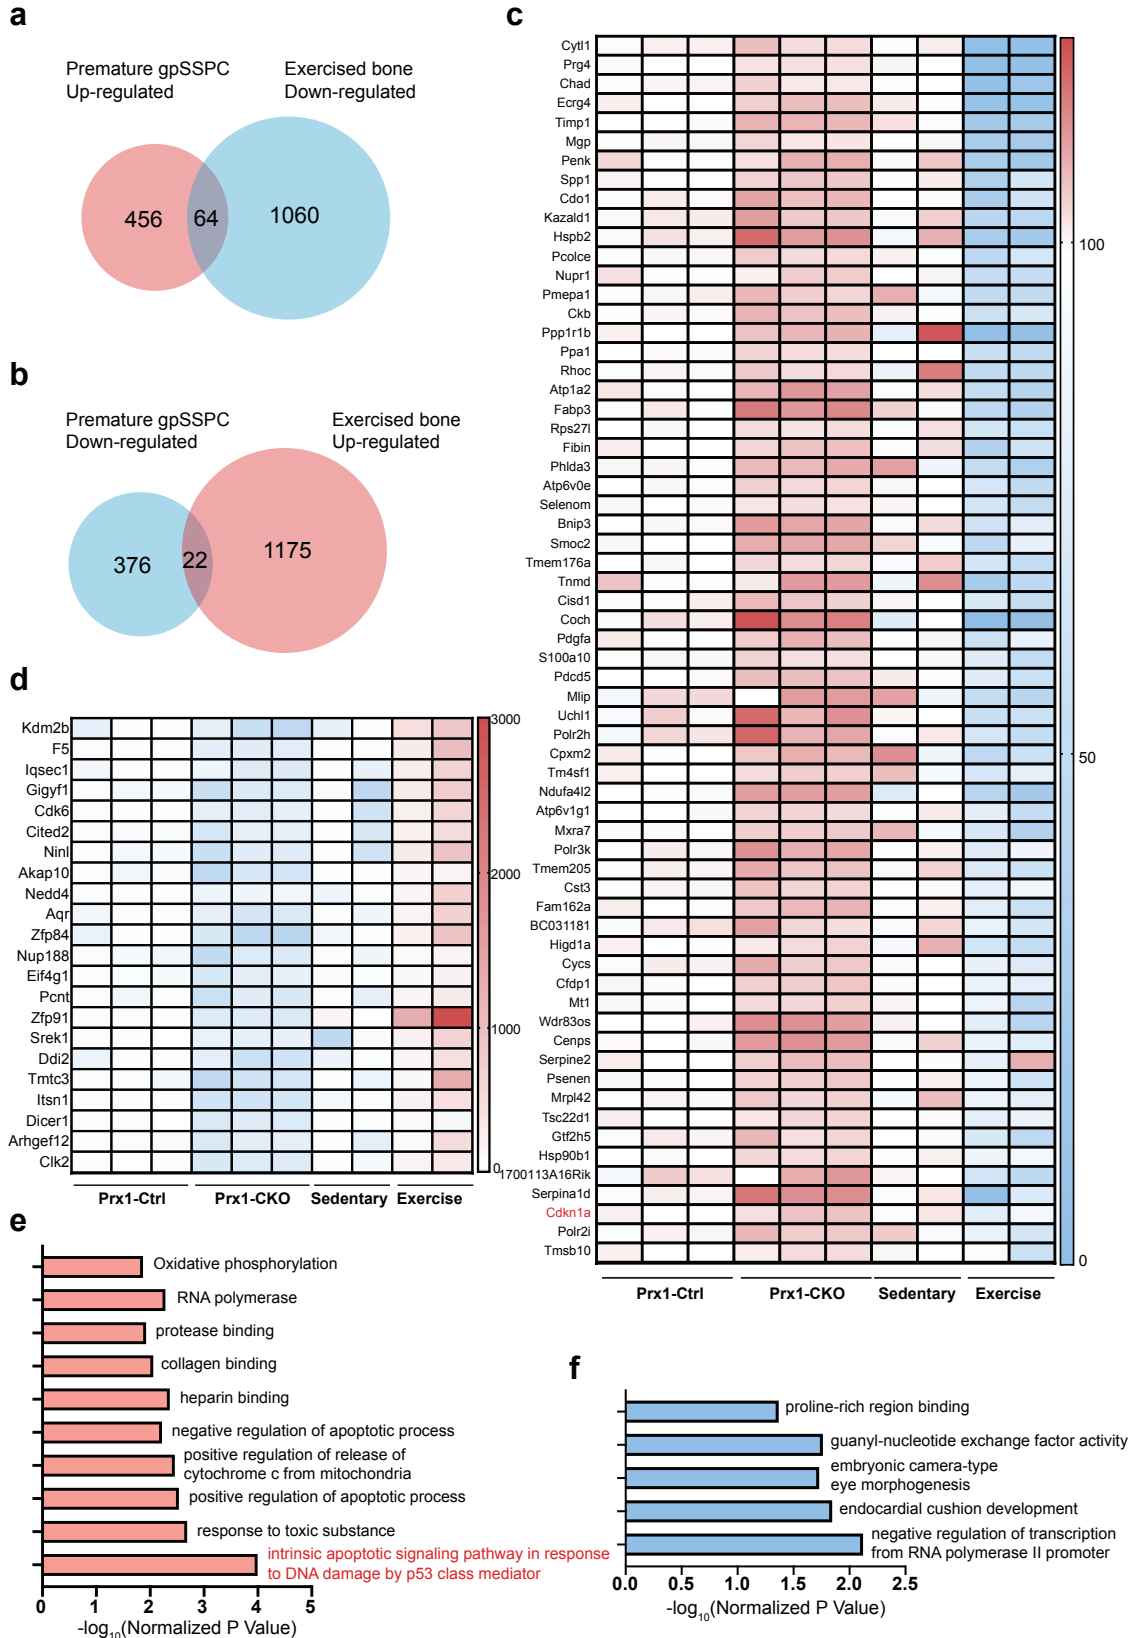 a
Premature gpSSPC
Up-regulated
Exercised bone
Down-regulated
456
64
1060
b
Premature gpSSPC
Down-regulated
Exercised bone
Up-regulated
376
22
1175
c
Cytl1
Prg4
Chad
Ecrg4
Timp1
Mgp
Penk
Spp1
Cdo1
Kazald1
Hspb2
Pcolce
Nupr1
Pmepa1
Ckb
Ppp1r1b
Ppa1
Rhoc
Atp1a2
Fabp3
Rps27l
Fibin
Phlda3
Atp6v0e
Selenom
Bnip3
Smoc2
Tmem176a
Tnmd
Cisd1
Coch
Pdgfa
S100a10
Pdcd5
Mlip
Uchl1
Polr2h
Cpxm2
Tm4sf1
Ndufa4l2
Atp6v1g1
Mxra7
Polr3k
Tmem205
Cst3
Fam162a
BC031181
Higd1a
Cycs
Cfdp1
Mt1
Wdr83os
Cenps
Serpine2
Psenen
Mrpl42
Tsc22d1
Gtf2h5
Hsp90b1
1700113A16Rik
Serpina1d
Cdkn1a
Polr2i
Tmsb10
100
50
0
Prx1-Ctrl
Prx1-CKO
Sedentary
Exercise
d
Kdm2b
F5
Iqsec1
Gigyf1
Cdk6
Cited2
Ninl
Akap10
Nedd4
Aqr
Zfp84
Nup188
Eif4g1
Pcnt
Zfp91
Srek1
Ddi2
Tmtc3
Itsn1
Dicer1
Arhgef12
Clk2
3000
2000
1000
0
Prx1-Ctrl
Prx1-CKO
Sedentary
Exercise
e
Oxidative phosphorylation
RNA polymerase
protease binding
collagen binding
heparin binding
negative regulation of apoptotic process
positive regulation of release of
cytochrome c from mitochondria
positive regulation of apoptotic process
response to toxic substance
intrinsic apoptotic signaling pathway in response
to DNA damage by p53 class mediator
0 1 2 3 4 5
-log10(Normalized P Value)
f
proline-rich region binding
guanyl-nucleotide exchange factor activity
embryonic camera-type
eye morphogenesis
endocardial cushion development
negative regulation of transcription
from RNA polymerase II promoter
0.0 0.5 1.0 1.5 2.0 2.5
-log10(Normalized P Value)